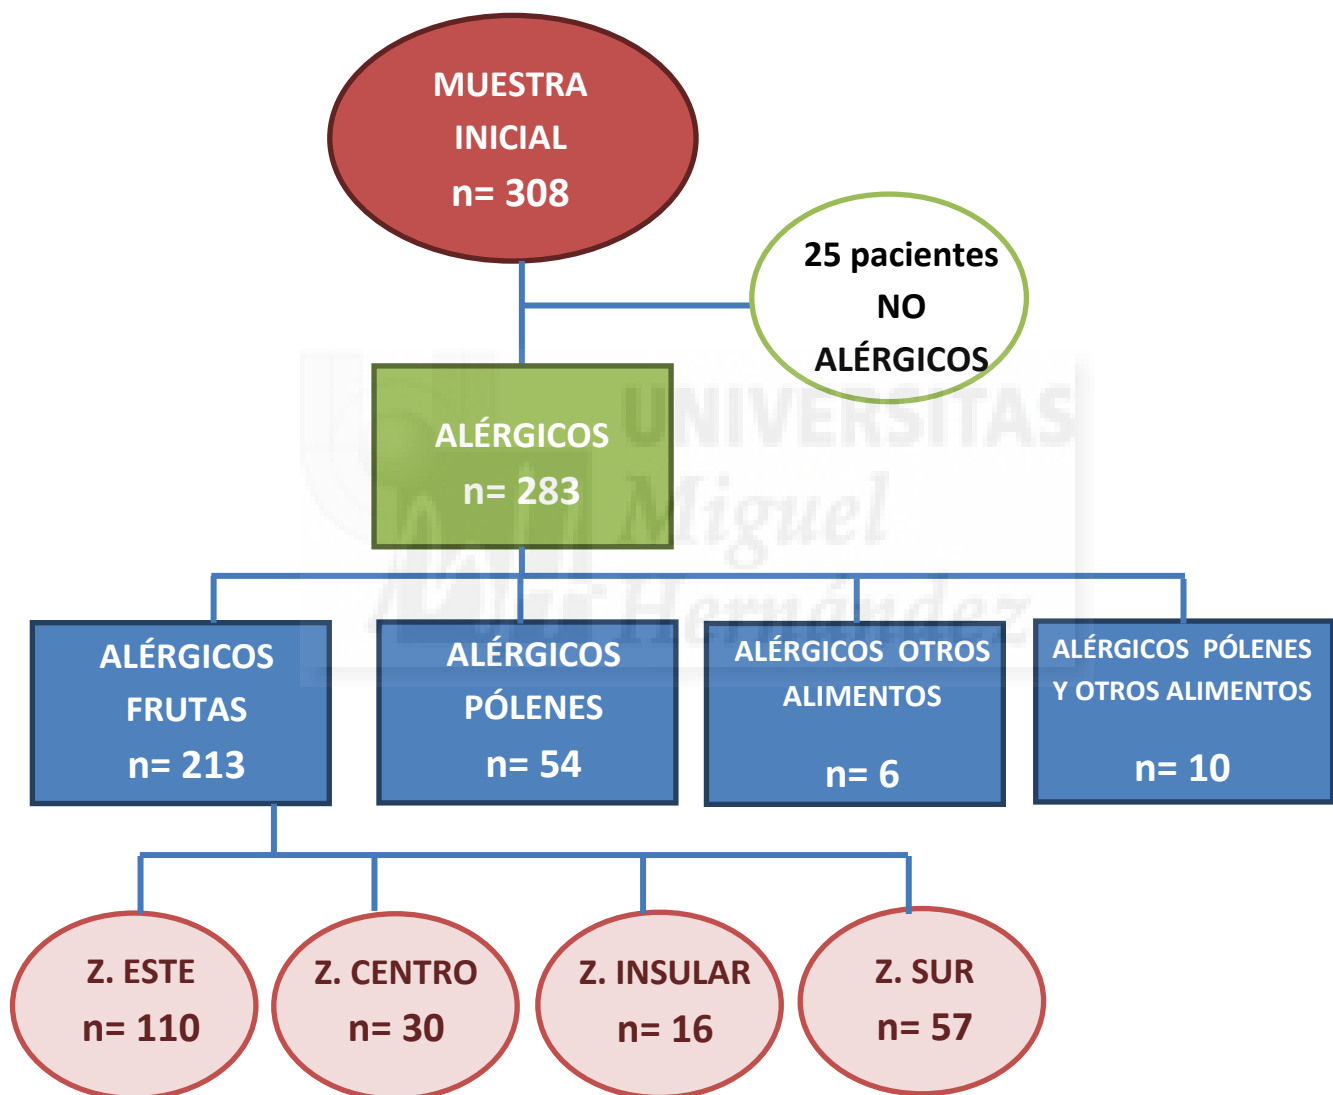 MUESTRA
INICIAL
n= 308
25 pacientes
NO
ALÉRGICOS
ALÉRGICOS
n= 283
UNIVERSITAS
Miguel
Hernández
ALÉRGICOS
FRUTAS
n= 213
ALÉRGICOS
PÓLENES
n= 54
ALÉRGICOS OTROS
ALIMENTOS
n= 6
ALÉRGICOS PÓLENES
Y OTROS ALIMENTOS
n= 10
Z. ESTE
n= 110
Z. CENTRO
n= 30
Z. INSULAR
n= 16
Z. SUR
n= 57